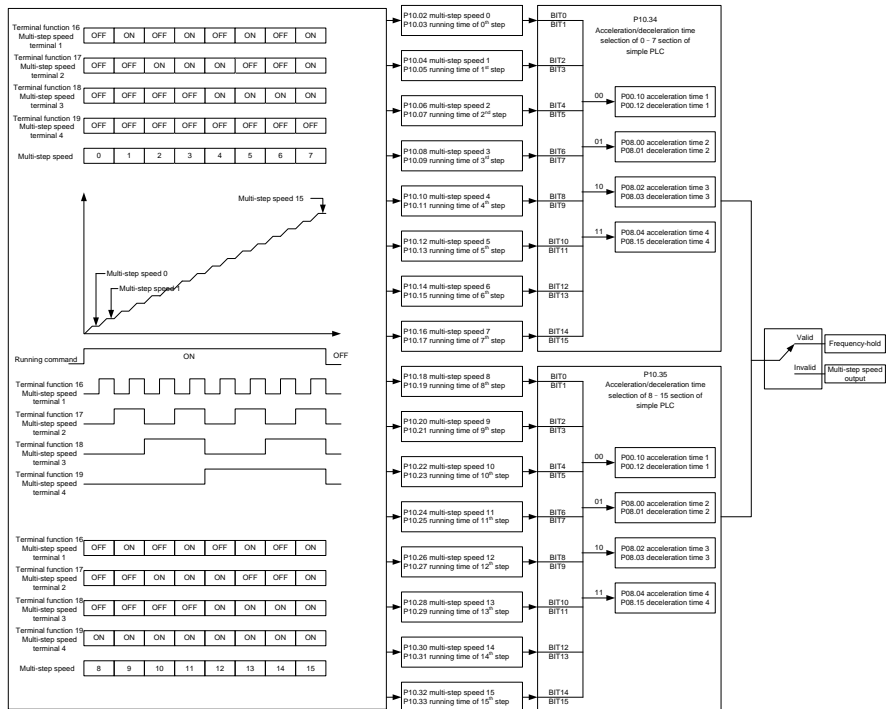 Terminal function 16
Multi-step speed
terminal 1
OFF ON OFF ON OFF ON OFF ON
Terminal function 17
Multi-step speed
terminal 2
OFF OFF ON ON OFF OFF ON ON
Terminal function 18
Multi-step speed
terminal 3
OFF OFF OFF OFF ON ON ON ON
Terminal function 19
Multi-step speed
terminal 4
OFF OFF OFF OFF OFF OFF OFF OFF
Multi-step speed
0 1 2 3 4 5 6 7
Multi-step speed 15
Multi-step speed 0
Multi-step speed 1
Running command
ON
OFF
Terminal function 16
Multi-step speed
terminal 1
Terminal function 17
Multi-step speed
terminal 2
Terminal function 18
Multi-step speed
terminal 3
Terminal function 19
Multi-step speed
terminal 4
Terminal function 16
Multi-step speed
terminal 1
OFF ON OFF ON OFF ON OFF ON
Terminal function 17
Multi-step speed
terminal 2
OFF OFF ON ON OFF OFF ON ON
Terminal function 18
Multi-step speed
terminal 3
OFF OFF OFF OFF ON ON ON ON
Terminal function 19
Multi-step speed
terminal 4
ON ON ON ON ON ON ON ON
Multi-step speed
8 9 10 11 12 13 14 15
P10.02 multi-step speed 0
P10.03 running time of 0th step
P10.04 multi-step speed 1
P10.05 running time of 1st step
P10.06 multi-step speed 2
P10.07 running time of 2nd step
P10.08 multi-step speed 3
P10.09 running time of 3rd step
P10.10 multi-step speed 4
P10.11 running time of 4th step
P10.12 multi-step speed 5
P10.13 running time of 5th step
P10.14 multi-step speed 6
P10.15 running time of 6th step
P10.16 multi-step speed 7
P10.17 running time of 7th step
P10.18 multi-step speed 8
P10.19 running time of 8th step
P10.20 multi-step speed 9
P10.21 running time of 9th step
P10.22 multi-step speed 10
P10.23 running time of 10th step
P10.24 multi-step speed 11
P10.25 running time of 11th step
P10.26 multi-step speed 12
P10.27 running time of 12th step
P10.28 multi-step speed 13
P10.29 running time of 13th step
P10.30 multi-step speed 14
P10.31 running time of 14th step
P10.32 multi-step speed 15
P10.33 running time of 15th step
BIT0
BIT1
BIT2
BIT3
BIT4
BIT5
BIT6
BIT7
BIT8
BIT9
BIT10
BIT11
BIT12
BIT13
BIT14
BIT15
P10.34
Acceleration/deceleration time
selection of 0 - 7 section of
simple PLC
00
P00.10 acceleration time 1
P00.12 deceleration time 1
01
P08.00 acceleration time 2
P08.01 deceleration time 2
10
P08.02 acceleration time 3
P08.03 deceleration time 3
11
P08.04 acceleration time 4
P08.15 deceleration time 4
BIT0
BIT1
BIT2
BIT3
BIT4
BIT5
BIT6
BIT7
BIT8
BIT9
BIT10
BIT11
BIT12
BIT13
BIT14
BIT15
P10.35
Acceleration/deceleration time
selection of 8 - 15 section of
simple PLC
00
P00.10 acceleration time 1
P00.12 deceleration time 1
01
P08.00 acceleration time 2
P08.01 deceleration time 2
10
P08.02 acceleration time 3
P08.03 deceleration time 3
11
P08.04 acceleration time 4
P08.15 deceleration time 4
Valid
Frequency-hold
Invalid
Multi-step speed
output